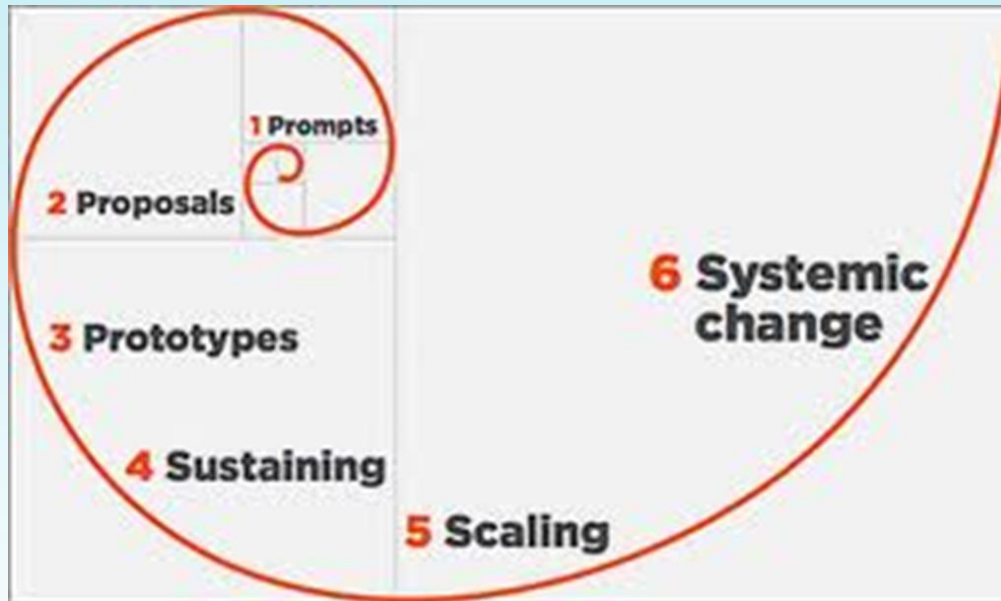 1 Prompts
2 Proposals
3 Prototypes
4 Sustaining
5 Scaling
6 Systemic
change